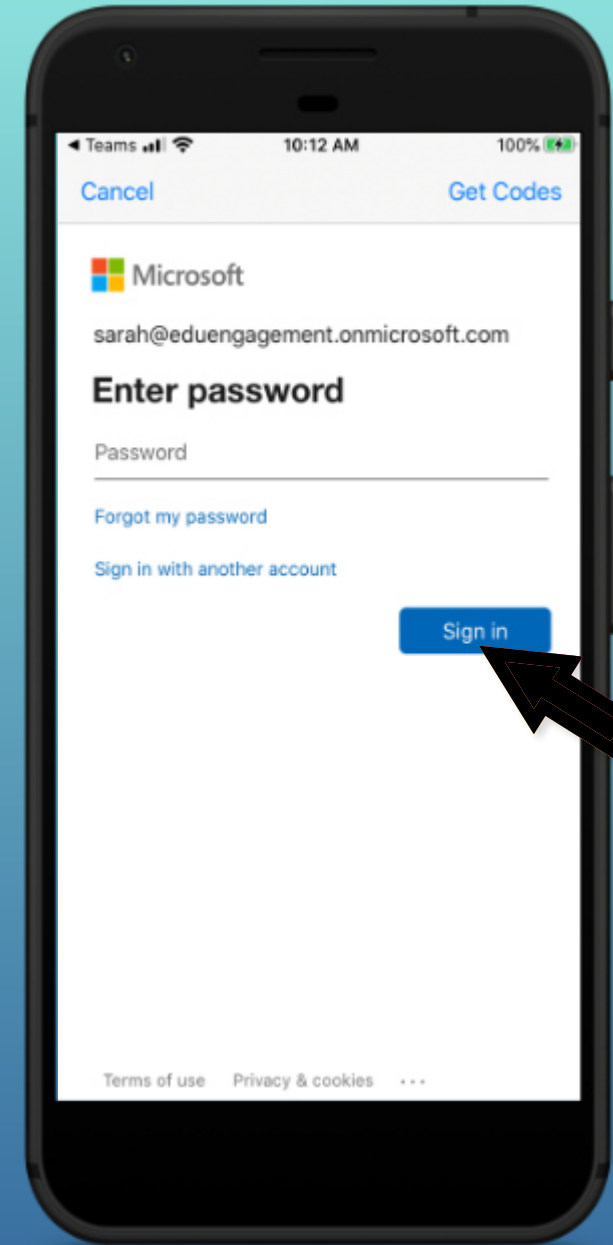 ◀ Teams 10:12 AM 100%
Cancel Get Codes
Microsoft
sarah@eduengagement.onmicrosoft.com
Enter password
Password
Forgot my password
Sign in with another account
Sign in
Terms of use Privacy & cookies ...